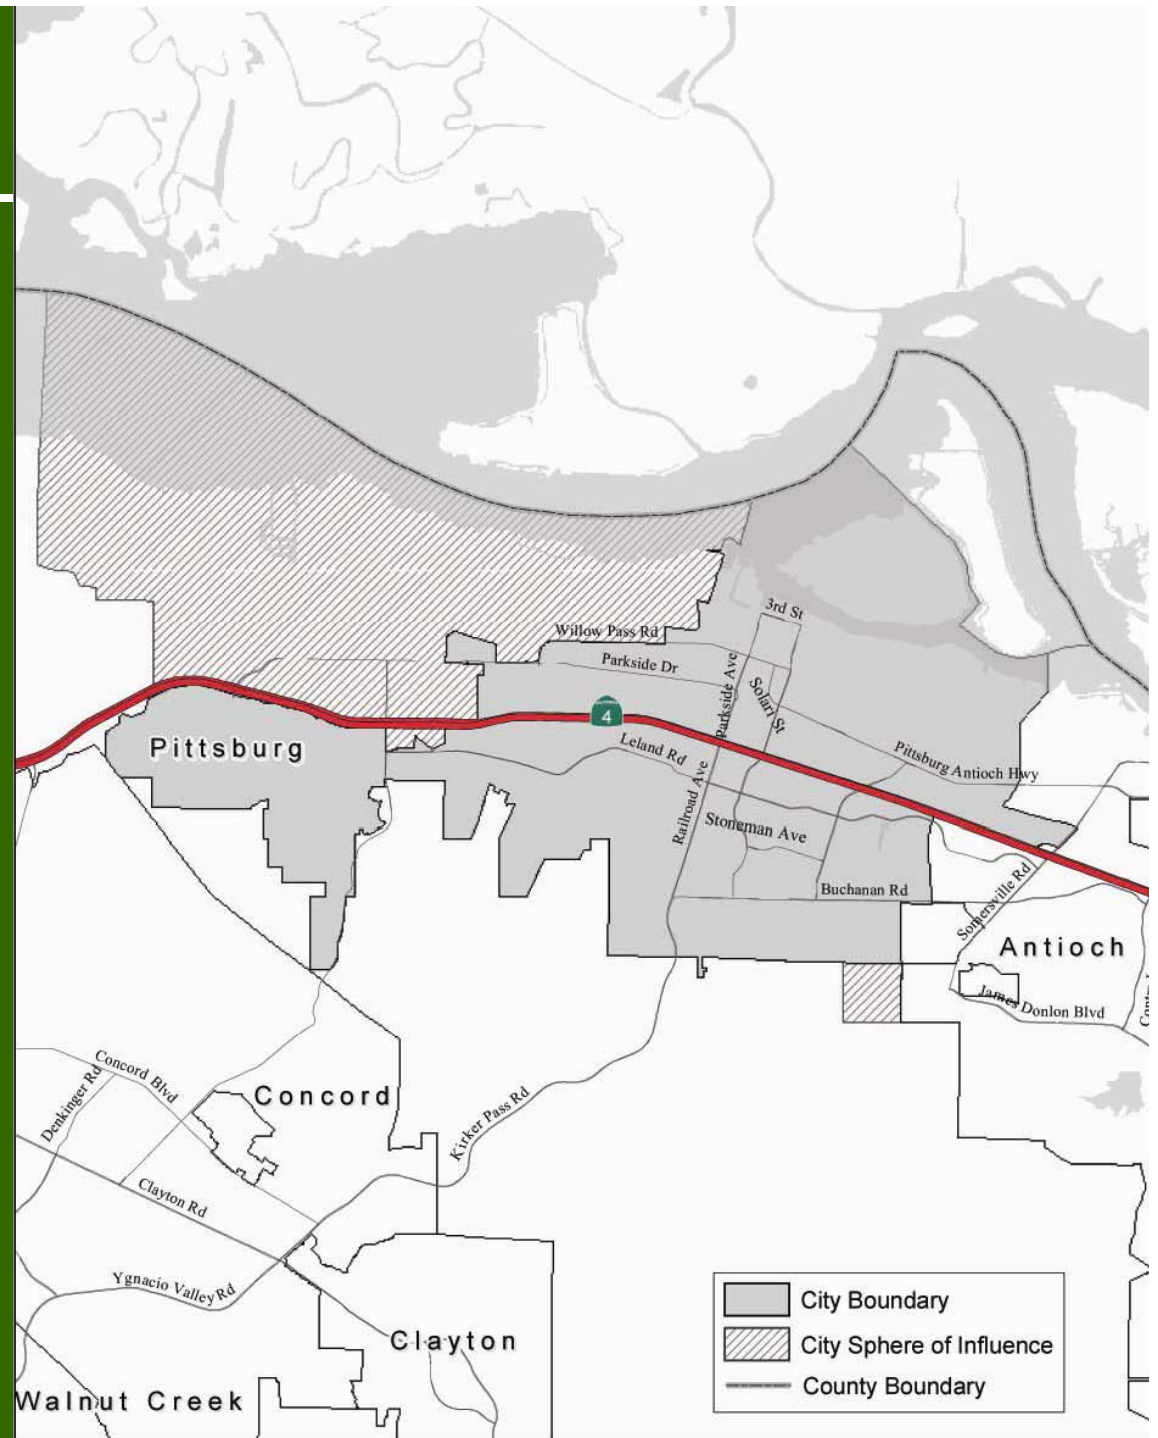 3rd St
Willow Pass Rd
Parkside Dr
Parkside Ave
Solari St
4
Pittsburg
Leland Rd
Pittsburg Antioch Hwy
Railroad Ave
Stoneman Ave
Buchanan Rd
Somersville Rd
Antioch
James Donlon Blvd
Concord Blvd
Denkinger Rd
Concord
Kirker Pass Rd
Clayton Rd
Ygnacio Valley Rd
Clayton
Walnut Creek
City Boundary
City Sphere of Influence
County Boundary